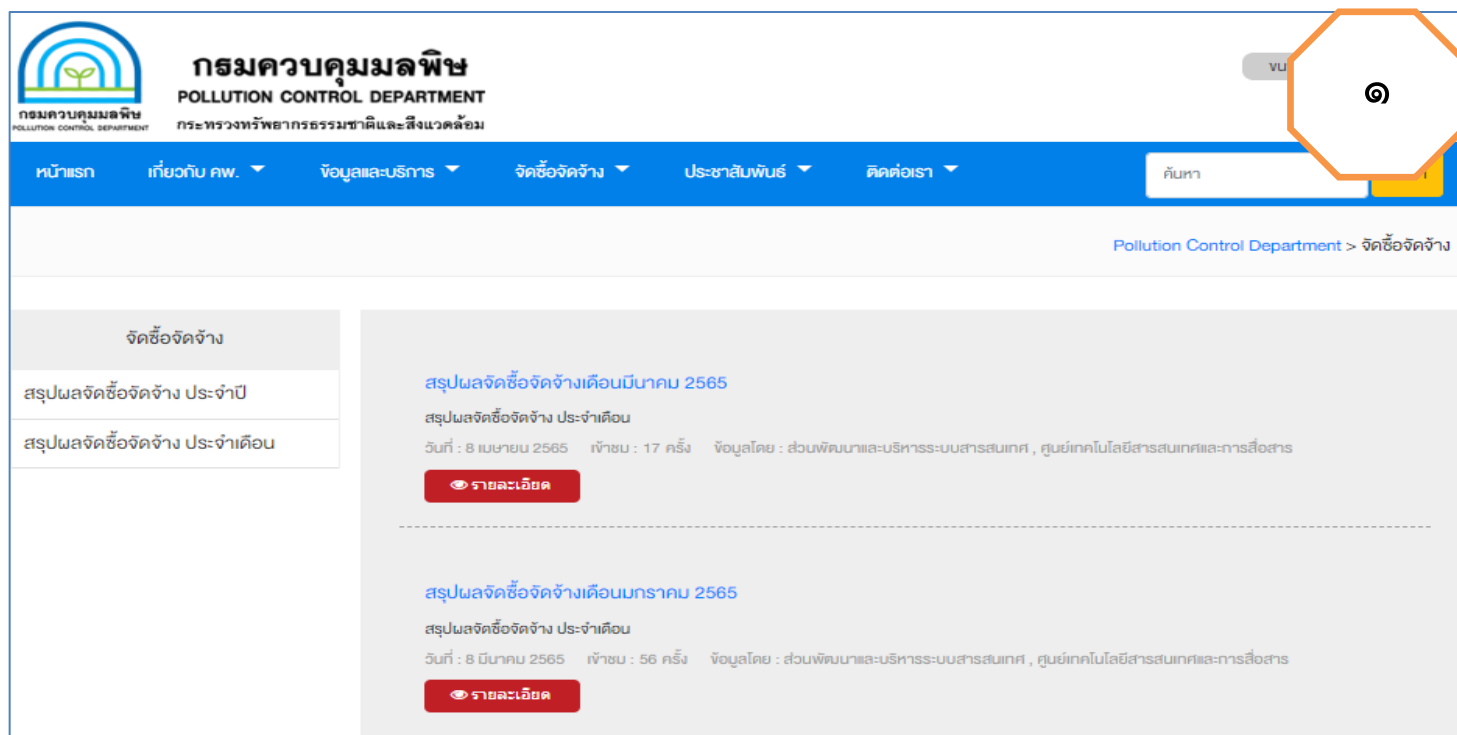 กรมควบคุมมลพิษ
POLLUTION CONTROL DEPARTMENT
กระทรวงทรัพยากรธรรมชาติและสิ่งแวดล้อม
กรมควบคุมมลพิษ
POLLUTION CONTROL DEPARTMENT
๑
หน้าแรก เกี่ยวกับ คพ. ข้อมูลและบริการ จัดซื้อจัดจ้าง ประชาสัมพันธ์ ติดต่อเรา ค้นหา
Pollution Control Department > จัดซื้อจัดจ้าง
จัดซื้อจัดจ้าง
สรุปผลจัดซื้อจัดจ้าง ประจำปี
สรุปผลจัดซื้อจัดจ้าง ประจำเดือน
สรุปผลจัดซื้อจัดจ้างเดือนมีนาคม 2565
สรุปผลจัดซื้อจัดจ้าง ประจำเดือน
วันที่ : 8 เมษายน 2565 เข้าชม : 17 ครั้ง ข้อมูลโดย : ส่วนพัฒนาและบริหารระบบสารสนเทศ , ศูนย์เทคโนโลยีสารสนเทศและการสื่อสาร
รายละเอียด
สรุปผลจัดซื้อจัดจ้างเดือนมกราคม 2565
สรุปผลจัดซื้อจัดจ้าง ประจำเดือน
วันที่ : 8 มีนาคม 2565 เข้าชม : 56 ครั้ง ข้อมูลโดย : ส่วนพัฒนาและบริหารระบบสารสนเทศ , ศูนย์เทคโนโลยีสารสนเทศและการสื่อสาร
รายละเอียด